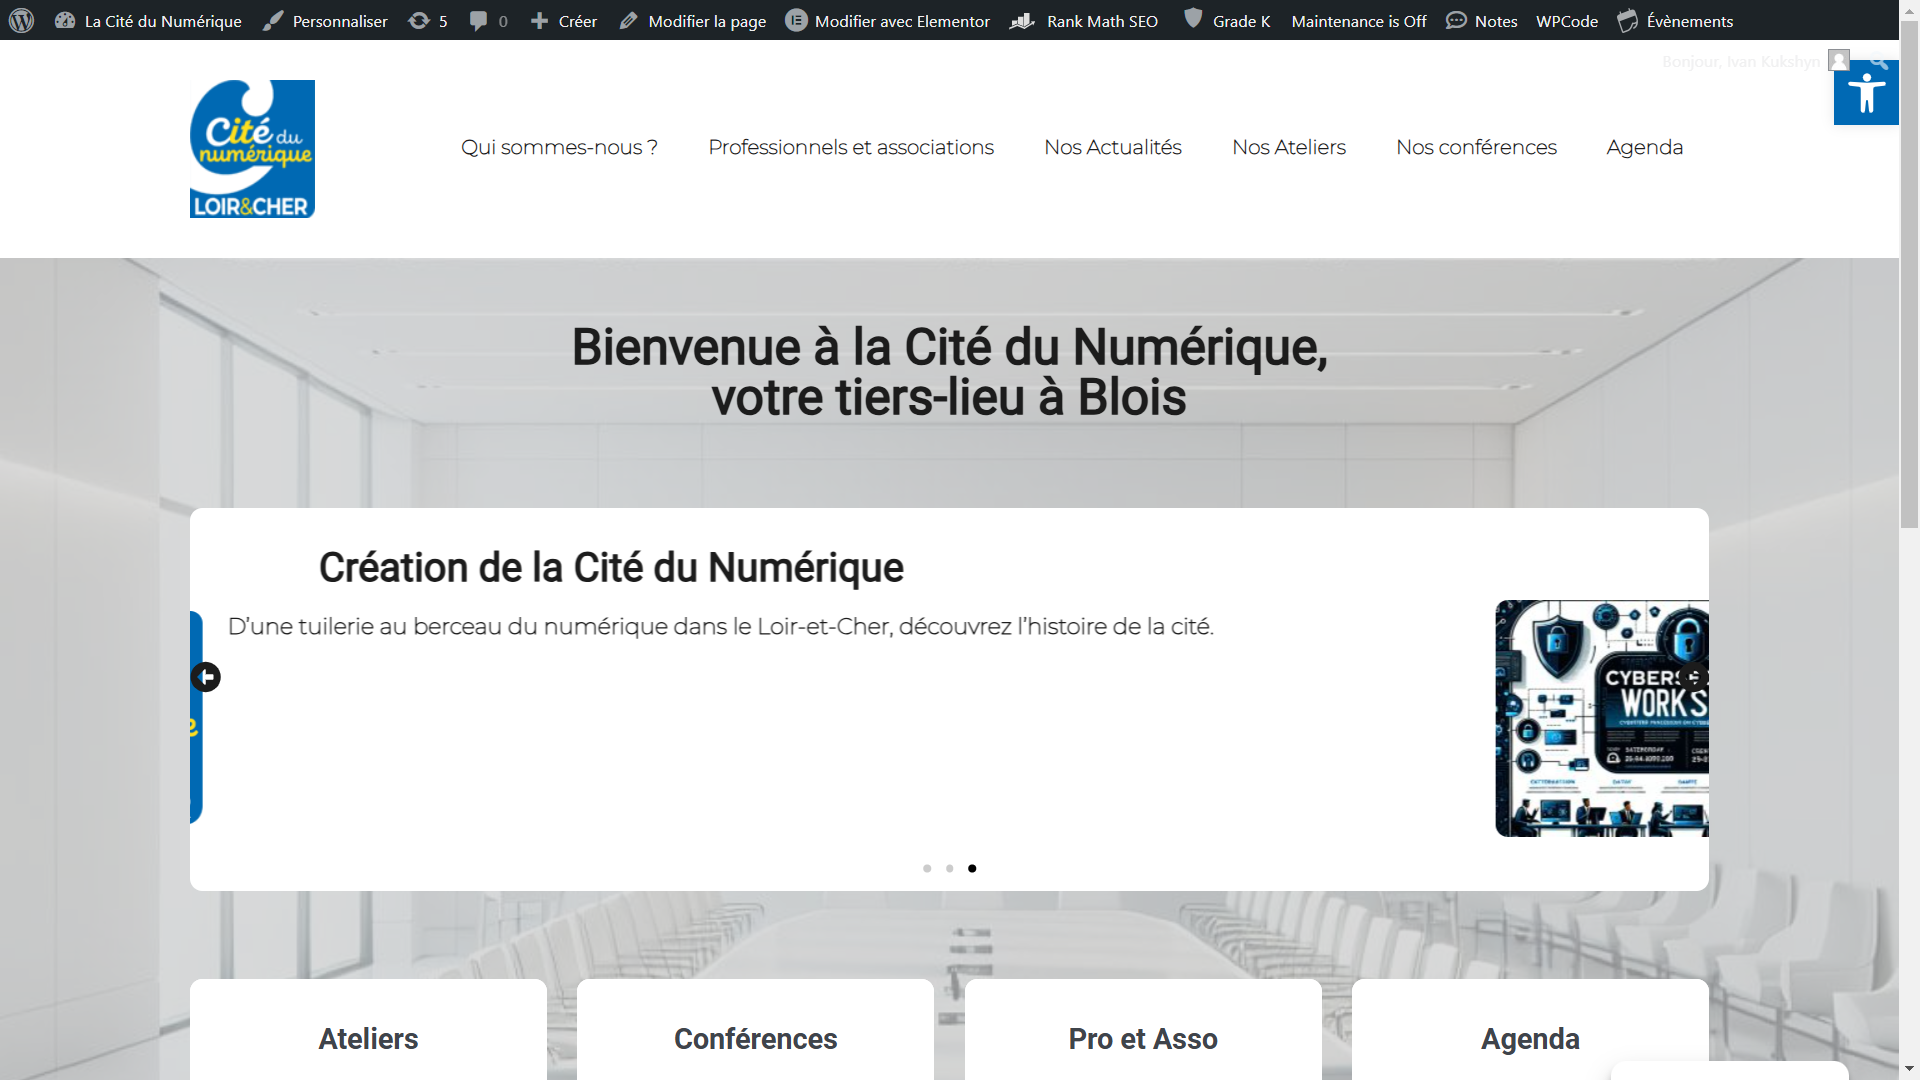 La Cité du Numérique Personnaliser 5 0 Créer Modifier la page Modifier avec Elementor Rank Math SEO Grade K Maintenance is Off Notes WPCode Évènements
Bonjour, Ivan Kukshyn
Cité du
numérique
LOIR&CHER
Qui sommes-nous ? Professionnels et associations Nos Actualités Nos Ateliers Nos conférences Agenda
Bienvenue à la Cité du Numérique,
votre tiers-lieu à Blois
Création de la Cité du Numérique
D’une tuilerie au berceau du numérique dans le Loir-et-Cher, découvrez l’histoire de la cité.
CYBERS
WORKS
Ateliers Conférences Pro et Asso Agenda